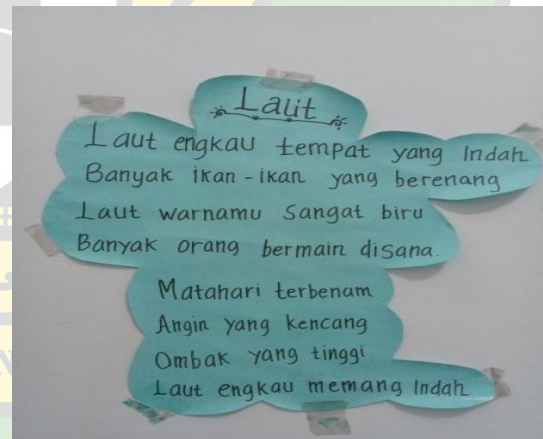 Laut
Laut engkau tempat yang Indah
Banyak ikan-ikan yang berenang
Laut warnamu sangat biru
Banyak orang bermain disana.
Matahari terbenam
Angin yang kencang
Ombak yang tinggi
Laut engkau memang Indah